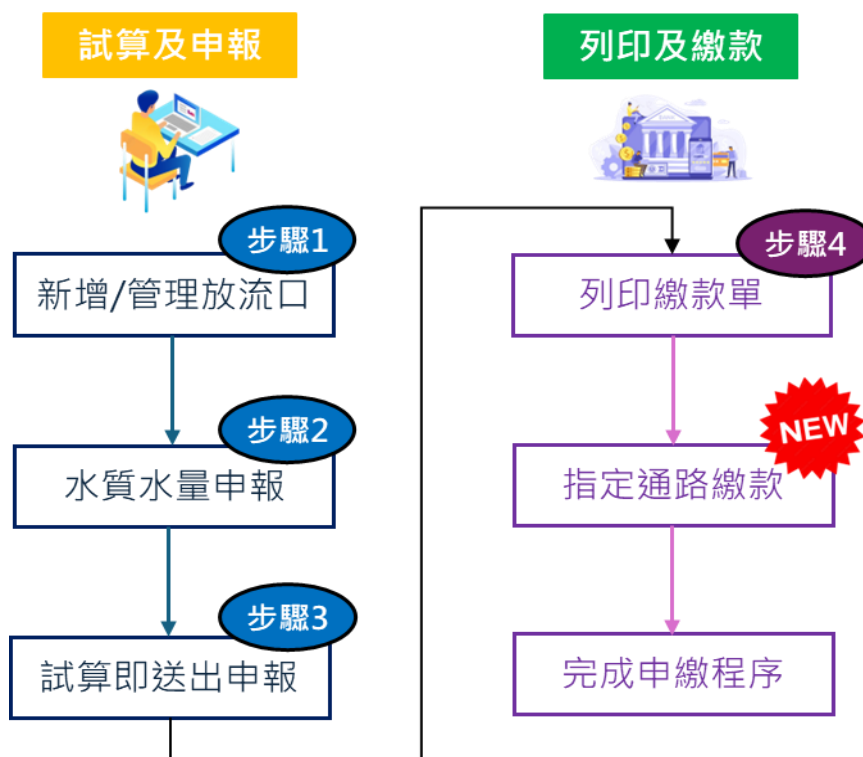 試算及申報
步驟1
新增/管理放流口
步驟2
水質水量申報
步驟3
試算即送出申報
列印及繳款
步驟4
列印繳款單
NEW
指定通路繳款
完成申繳程序